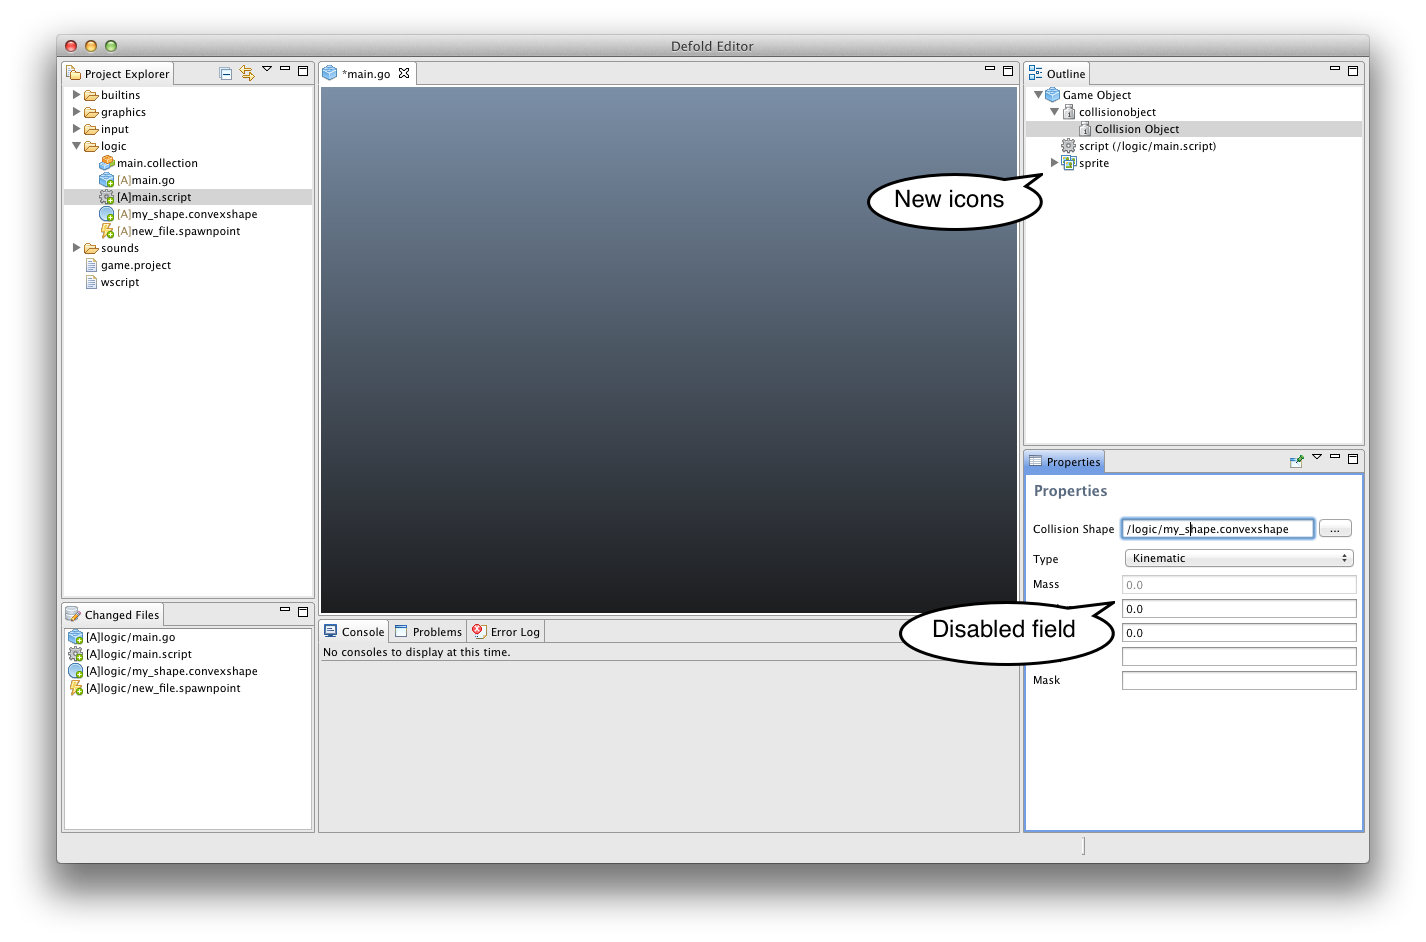 Defold Editor
Project Explorer
builtins
graphics
input
logic
main.collection
[A]main.go
[A]main.script
[A]my_shape.convexshape
[A]new_file.spawnpoint
sounds
game.project
wscript
Changed Files
[A]logic/main.go
[A]logic/main.script
[A]logic/my_shape.convexshape
[A]logic/new_file.spawnpoint
*main.go
Console
Problems
Error Log
No consoles to display at this time.
Outline
Game Object
collisionobject
Collision Object
script (/logic/main.script)
sprite
New icons
Properties
Properties
Collision Shape /logic/my_shape.convexshape ...
Type Kinematic
Mass 0.0
0.0
Disabled field
0.0
Mask